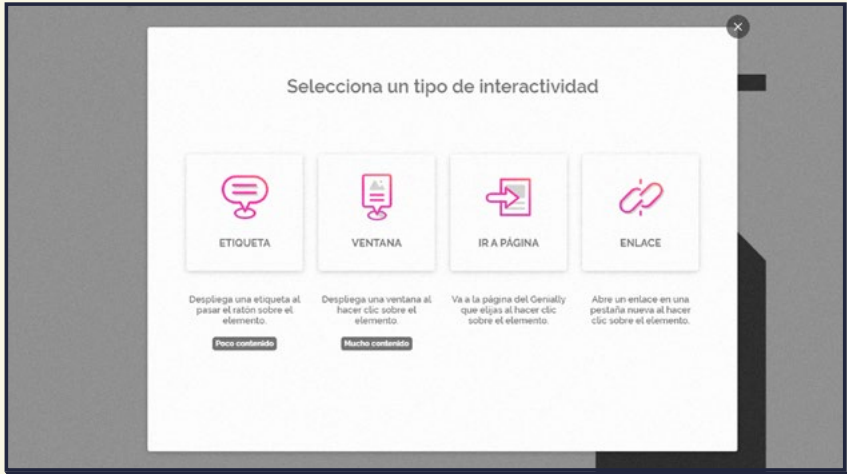 Selecciona un tipo de interactividad
ETIQUETA
VENTANA
IR A PÁGINA
ENLACE
Despliega una etiqueta al
pasar el ratón sobre el
elemento.
Poco contenido
Despliega una ventana al
hacer clic sobre el
elemento.
Mucho contenido
Va a la página del Genially
que elijas al hacer clic
sobre el elemento.
Abre un enlace en una
pestaña nueva al hacer
clic sobre el elemento.